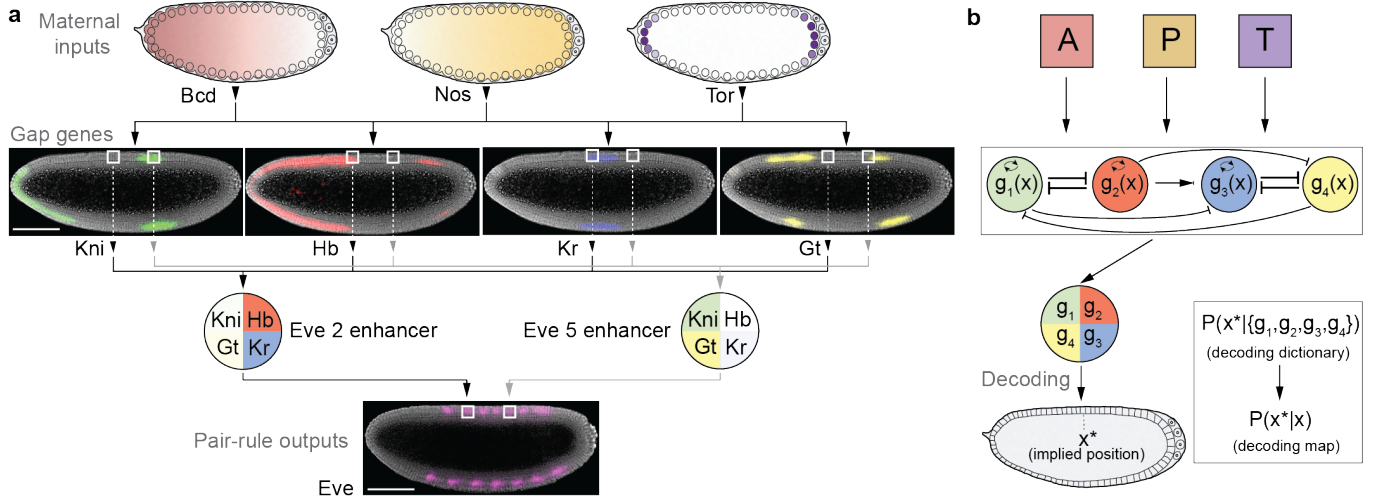 a
Maternal
inputs
Bcd
Nos
Tor
Gap genes
Kni
Hb
Kr
Gt
Kni Hb
Gt Kr
Eve 2 enhancer
Eve 5 enhancer
Kni Hb
Gt Kr
Pair-rule outputs
Eve
b
A
P
T
g1(x)
g2(x)
g3(x)
g4(x)
g1 g2
g4 g3
Decoding
x*
(implied position)
P(x*|{g1,g2,g3,g4})
(decoding dictionary)
P(x*|x)
(decoding map)